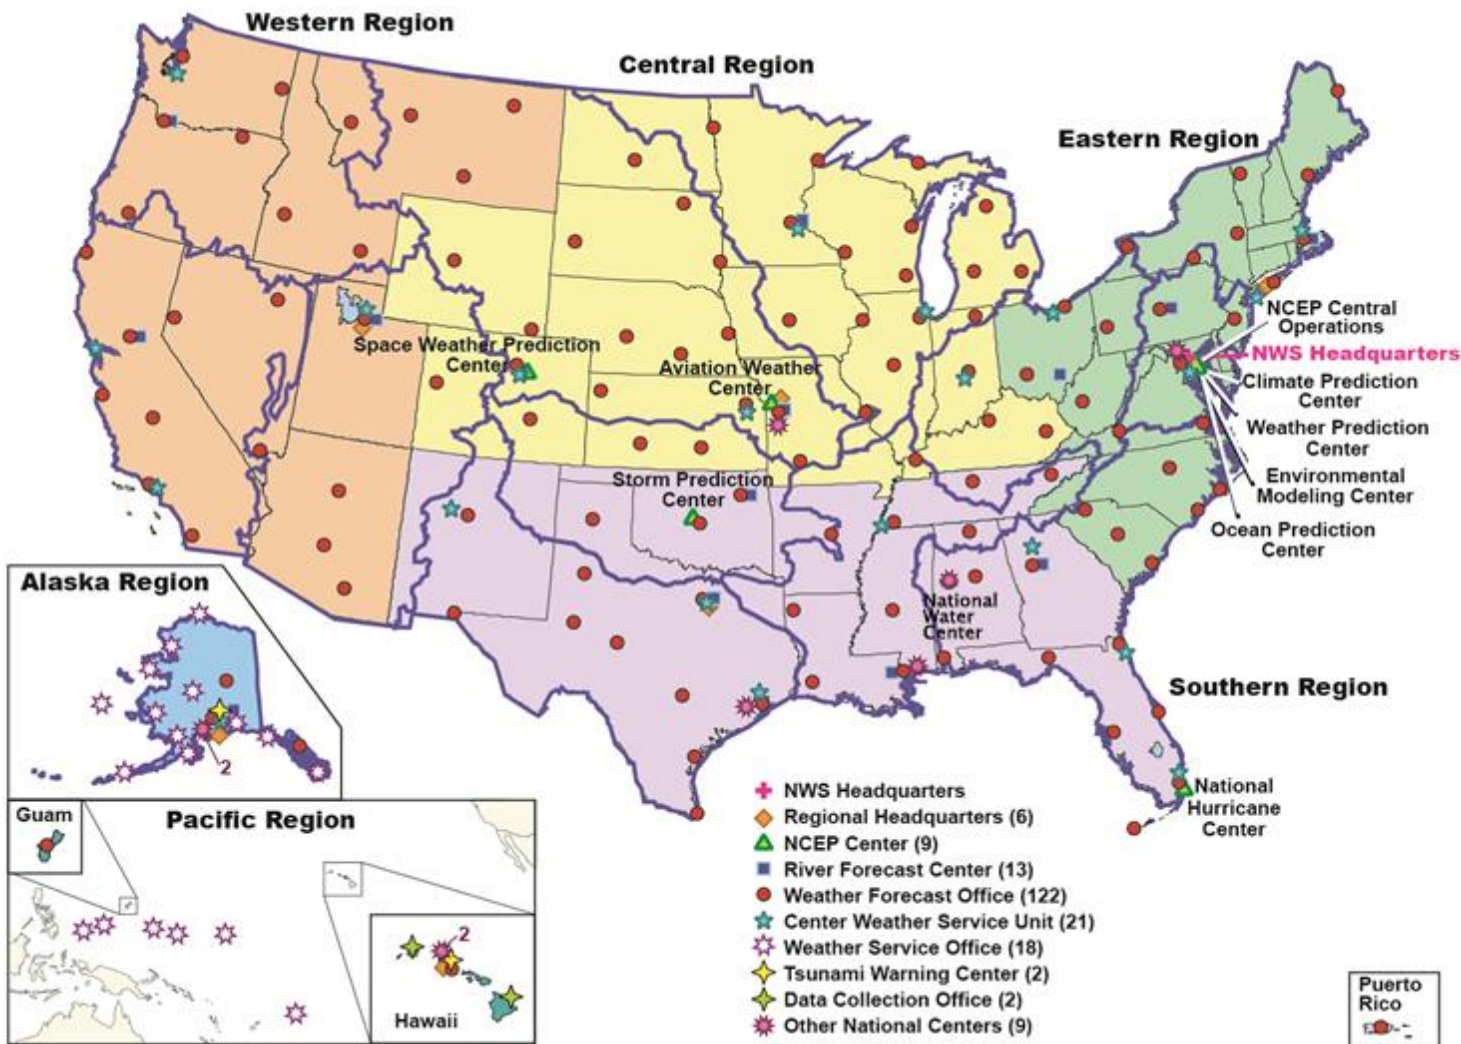 Western Region
Central Region
Eastern Region
NCEP Central
Operations
NWS Headquarters
Space Weather Prediction
Center
Aviation Weather
Center
Climate Prediction
Center
Weather Prediction
Center
Storm Prediction
Center
Environmental
Modeling Center
Ocean Prediction
Center
Alaska Region
National
Water
Center
Southern Region
2
National
Hurricane
Center
NWS Headquarters
Regional Headquarters (6)
NCEP Center (9)
River Forecast Center (13)
Weather Forecast Office (122)
Center Weather Service Unit (21)
Weather Service Office (18)
Tsunami Warning Center (2)
Data Collection Office (2)
Other National Centers (9)
Guam
Pacific Region
2
Hawaii
Puerto
Rico